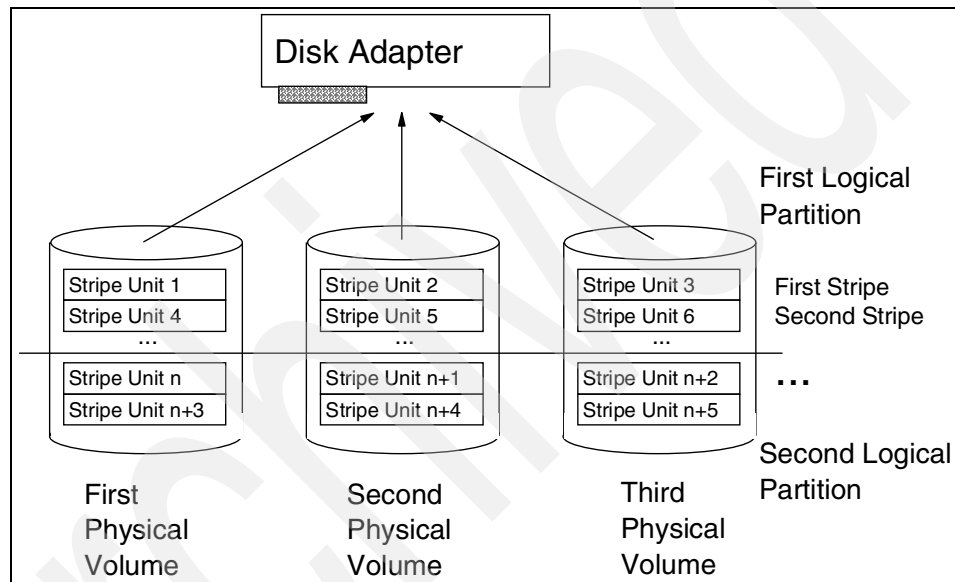 Disk Adapter
First Logical
Partition
Stripe Unit 1
Stripe Unit 4
...
Stripe Unit 2
Stripe Unit 5
...
Stripe Unit 3
Stripe Unit 6
...
First Stripe
Second Stripe
Stripe Unit n
Stripe Unit n+3
Stripe Unit n+1
Stripe Unit n+4
Stripe Unit n+2
Stripe Unit n+5
...
Second Logical
Partition
First
Physical
Volume
Second
Physical
Volume
Third
Physical
Volume